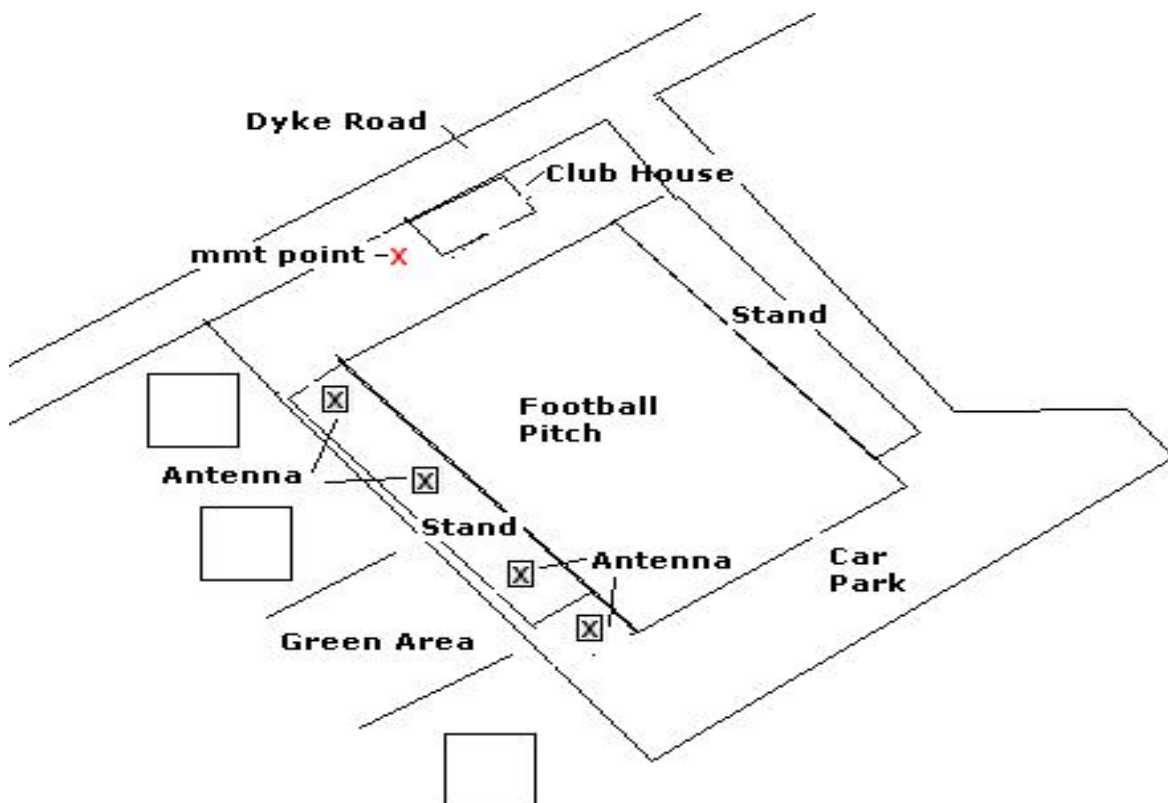 Dyke Road
Club House
mmt point -x
Stand
Football
Pitch
X
Antenna
X
Stand
X
Antenna
Car
Park
X
Green Area